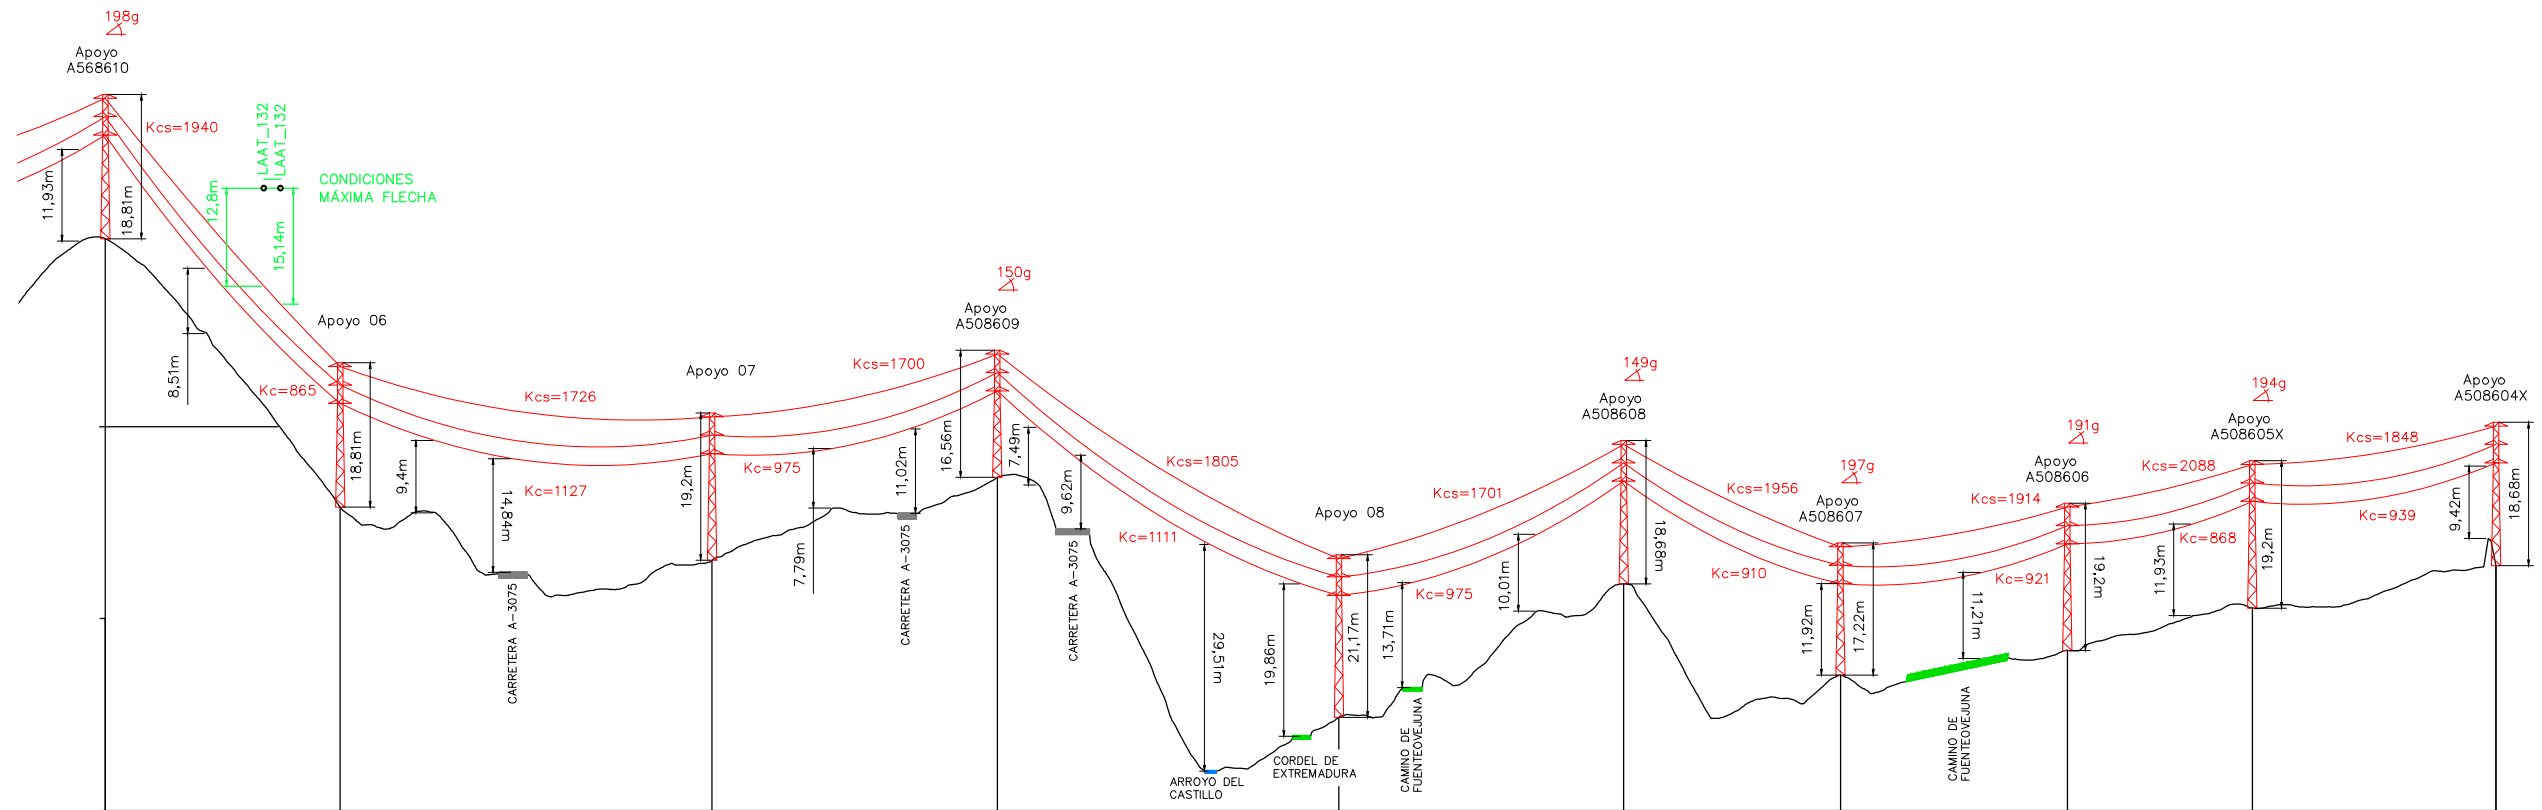 198g
Apoyo
A568610
Kcs=1940
11,93m
18,81m
LAAT_132
LAAT_132
12,8m
15,14m
CONDICIONES
MÁXIMA FLECHA
8,51m
Kc=865
Apoyo 06
18,81m
9,4m
14,84m
Kcs=1726
Kc=1127
CARRETERA A-3075
Apoyo 07
19,2m
Kcs=1700
Kc=975
7,79m
11,02m
CARRETERA A-3075
150g
Apoyo
A508609
16,56m
7,49m
9,62m
CARRETERA A-3075
Kcs=1805
Kc=1111
29,51m
ARROYO DEL
CASTILLO
19,86m
CORDEL DE
EXTREMADURA
Apoyo 08
21,17m
13,71m
CAMINO DE
FUENTEOVEJUNA
Kcs=1701
Kc=975
10,01m
149g
Apoyo
A508608
18,68m
Kcs=1956
Kc=910
11,92m
197g
Apoyo
A508607
17,22m
Kcs=1914
Kc=921
11,21m
CAMINO DE
FUENTEOVEJUNA
191g
Apoyo
A508606
19,2m
Kcs=2088
Kc=868
11,93m
194g
Apoyo
A508605X
19,2m
Kcs=1848
Kc=939
9,42m
Apoyo
A508604X
18,68m